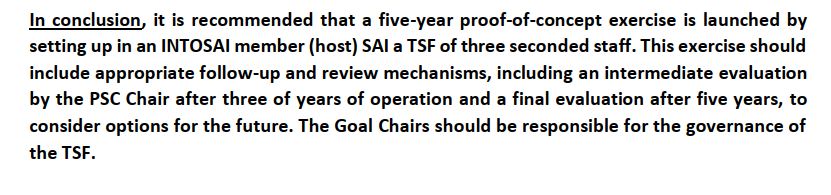 In conclusion, it is recommended that a five-year proof-of-concept exercise is launched by
setting up in an INTOSAI member (host) SAI a TSF of three seconded staff. This exercise should
include appropriate follow-up and review mechanisms, including an intermediate evaluation
by the PSC Chair after three of years of operation and a final evaluation after five years, to
consider options for the future. The Goal Chairs should be responsible for the governance of
the TSF.